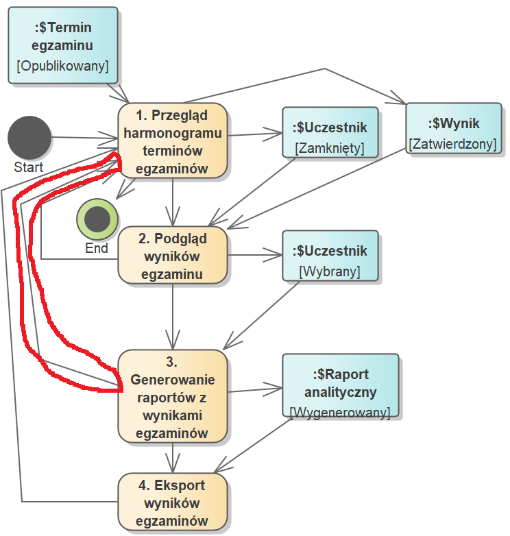 :$Termin
egzaminu
[Opublikowany]
1. Przegląd
harmonogramu
terminów
egzaminów
:$Uczestnik
[Zamknięty]
:$Wynik
[Zatwierdzony]
Start
End
2. Podgląd
wyników
egzaminu
:$Uczestnik
[Wybrany]
3.
Generowanie
raportów z
wynikami
egzaminów
:$Raport
analityczny
[Wygenerowany]
4. Eksport
wyników
egzaminów